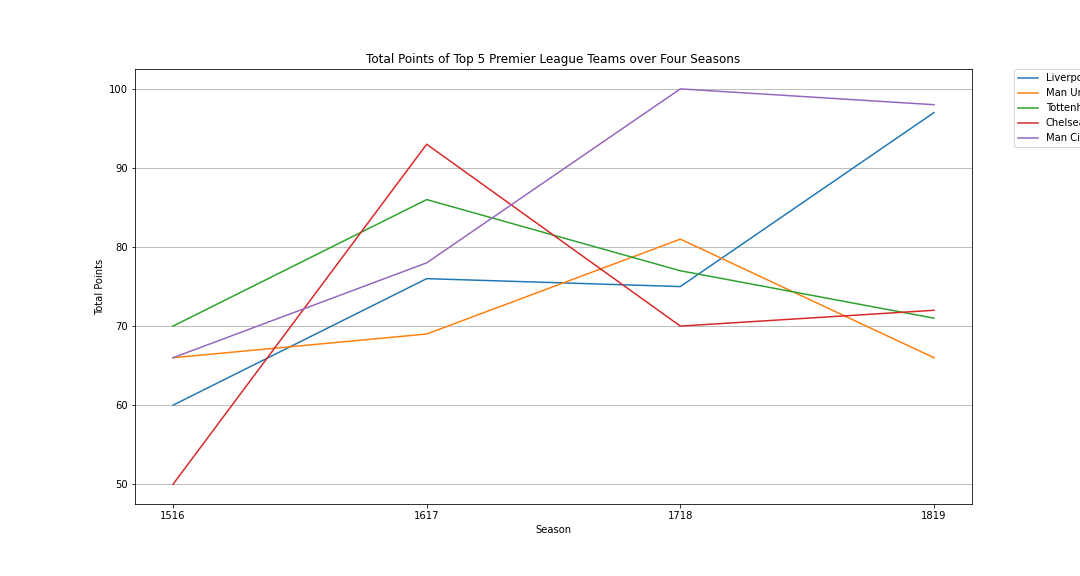 Total Points of Top 5 Premier League Teams over Four Seasons
100
90
80
70
60
50
Total Points
1516
1617
1718
1819
Season
Liverpo
Man Un
Tottenh
Chelsea
Man Ci